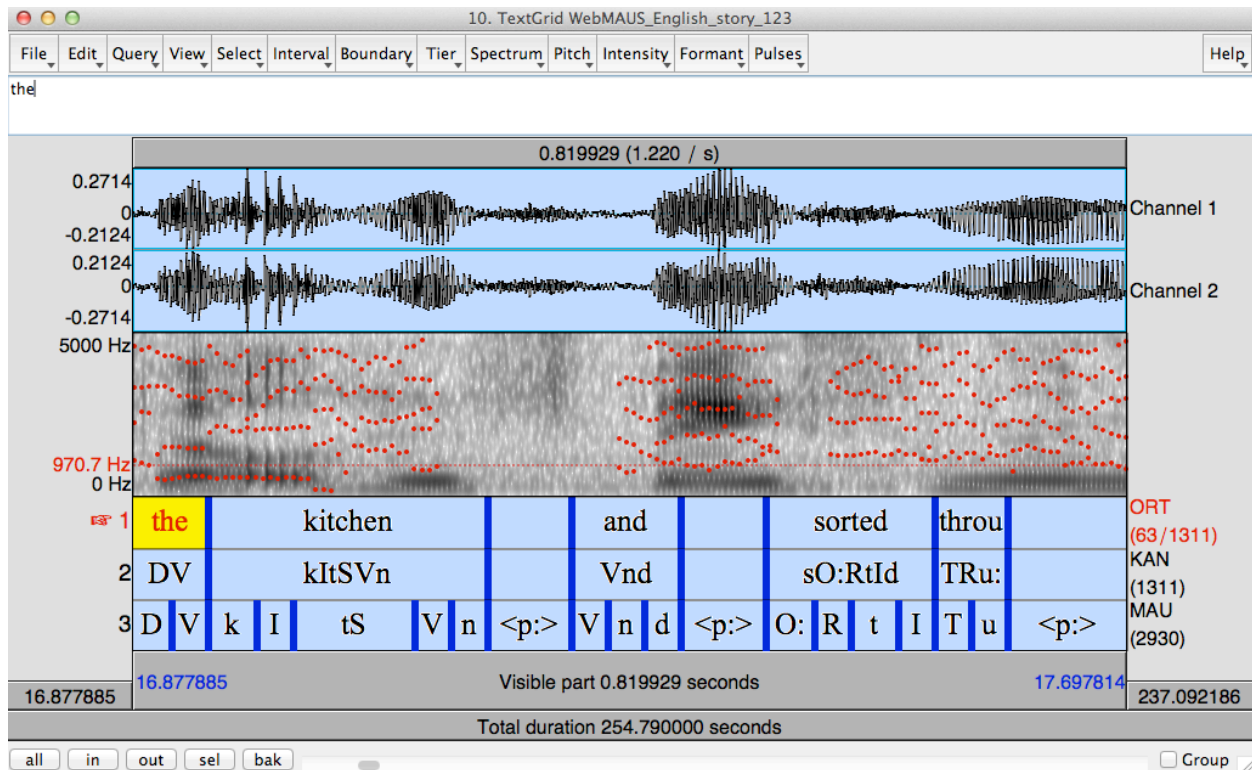 10. TextGrid WebMAUS_English_story_123
File Edit Query View Select Interval Boundary Tier Spectrum Pitch Intensity Formant Pulses Help
the
0.819929 (1.220 / s)
0.2714
0
-0.2124
Channel 1
0.2124
0
-0.2714
Channel 2
5000 Hz
970.7 Hz
0 Hz
☞ 1 the kitchen and sorted throu ORT
(63/1311)
2 DV kItSVn Vnd sO:RtId TRu: KAN
(1311)
3 D V k I tS V n <p:> V n d <p:> O: R t I T u <p:> MAU
(2930)
16.877885 16.877885 Visible part 0.819929 seconds 17.697814 237.092186
Total duration 254.790000 seconds
all in out sel bak Group